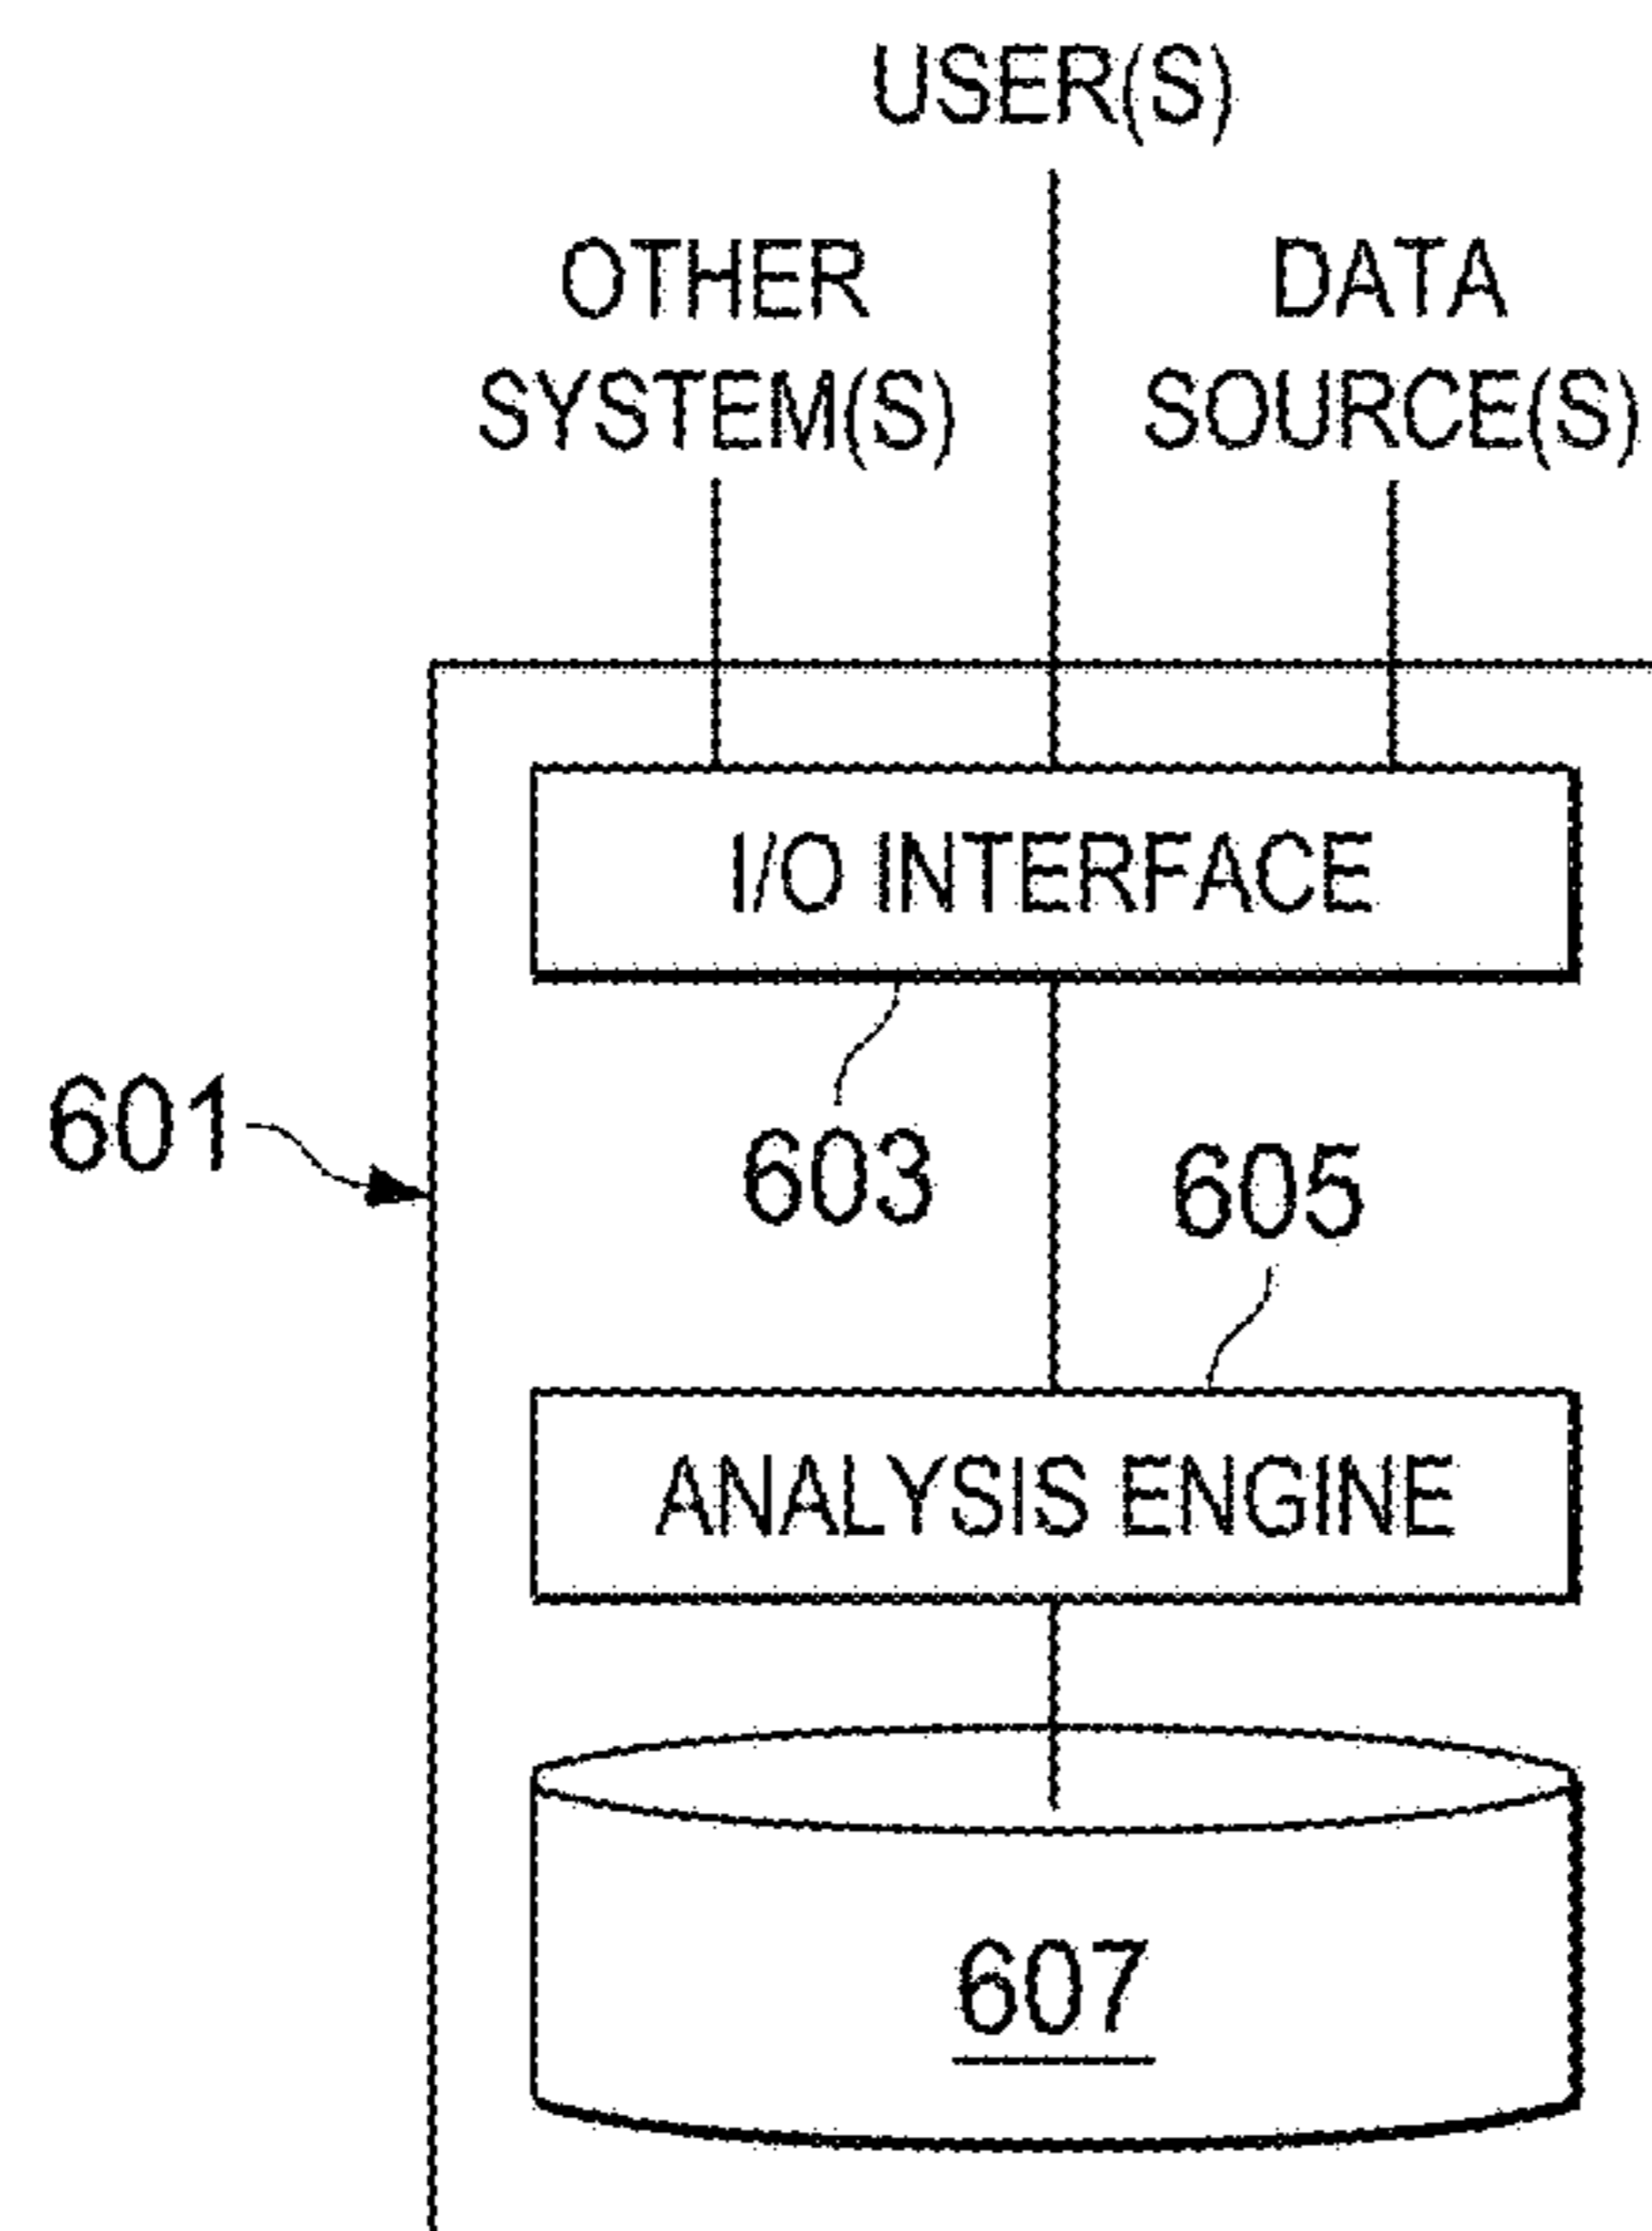 USER(S)
OTHER
SYSTEM(S)
DATA
SOURCE(S)
I/O INTERFACE
601
603
605
ANALYSIS ENGINE
607